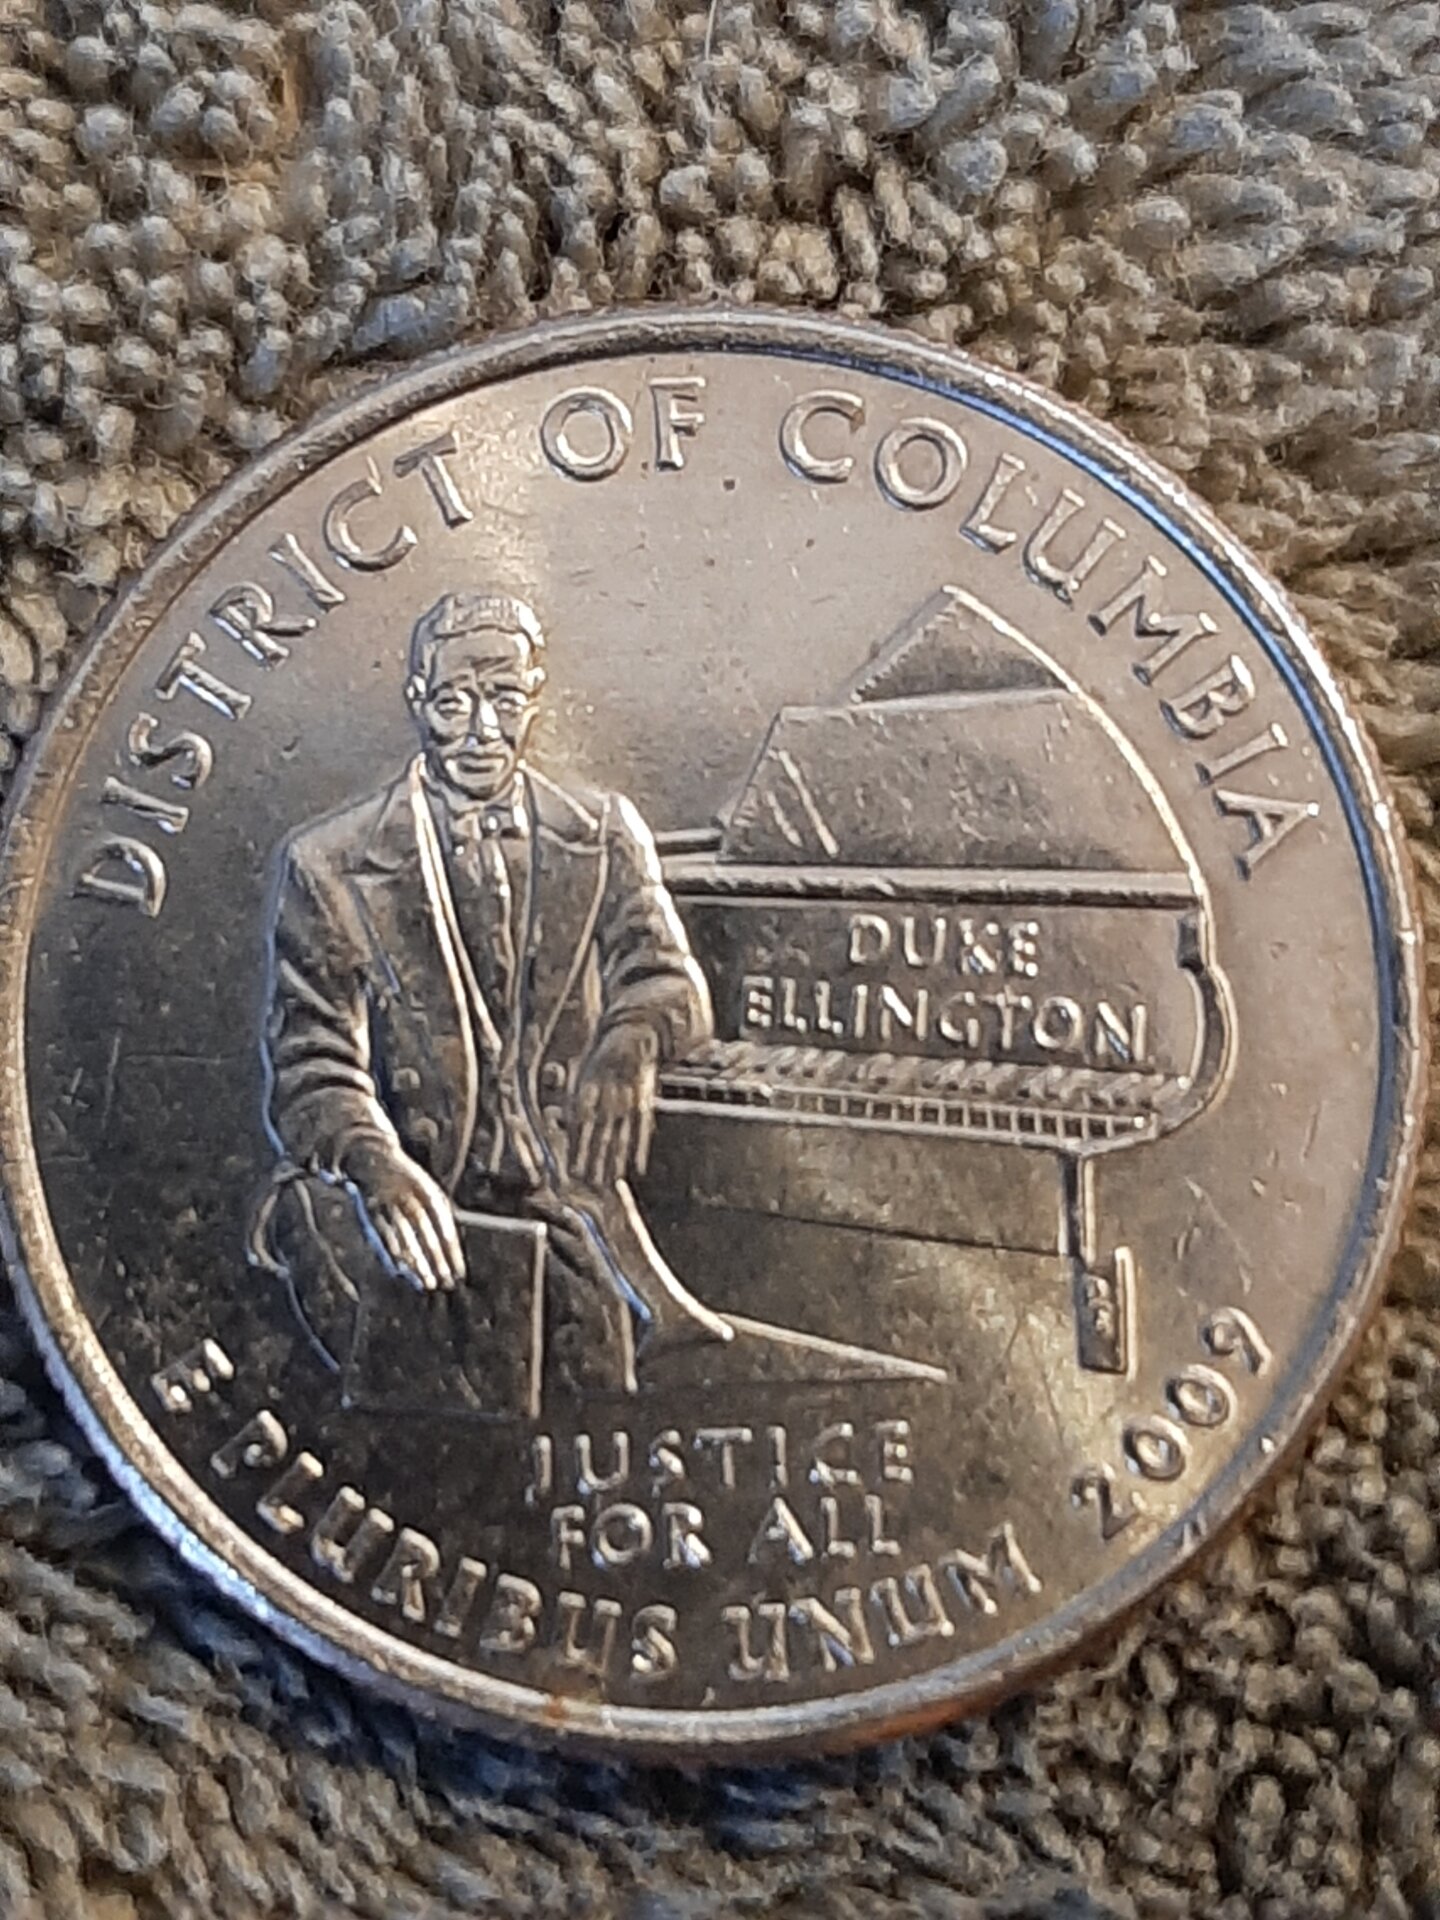 DISTRICT OF COLUMBIA
DUKE
ELLINGTON
JUSTICE
FOR ALL
E PLURIBUS UNUM 2009